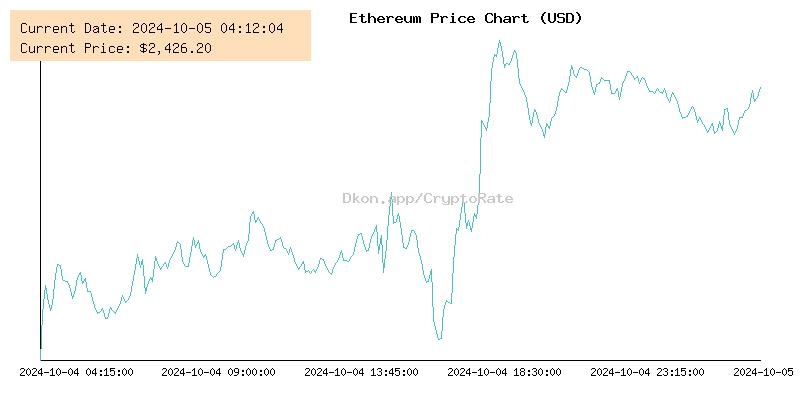 Ethereum Price Chart (USD)
Current Date: 2024-10-05 04:12:04
Current Price: $2,426.20
Dkon.app/CryptoRate
2024-10-04 04:15:00
2024-10-04 09:00:00
2024-10-04 13:45:00
2024-10-04 18:30:00
2024-10-04 23:15:00
2024-10-05